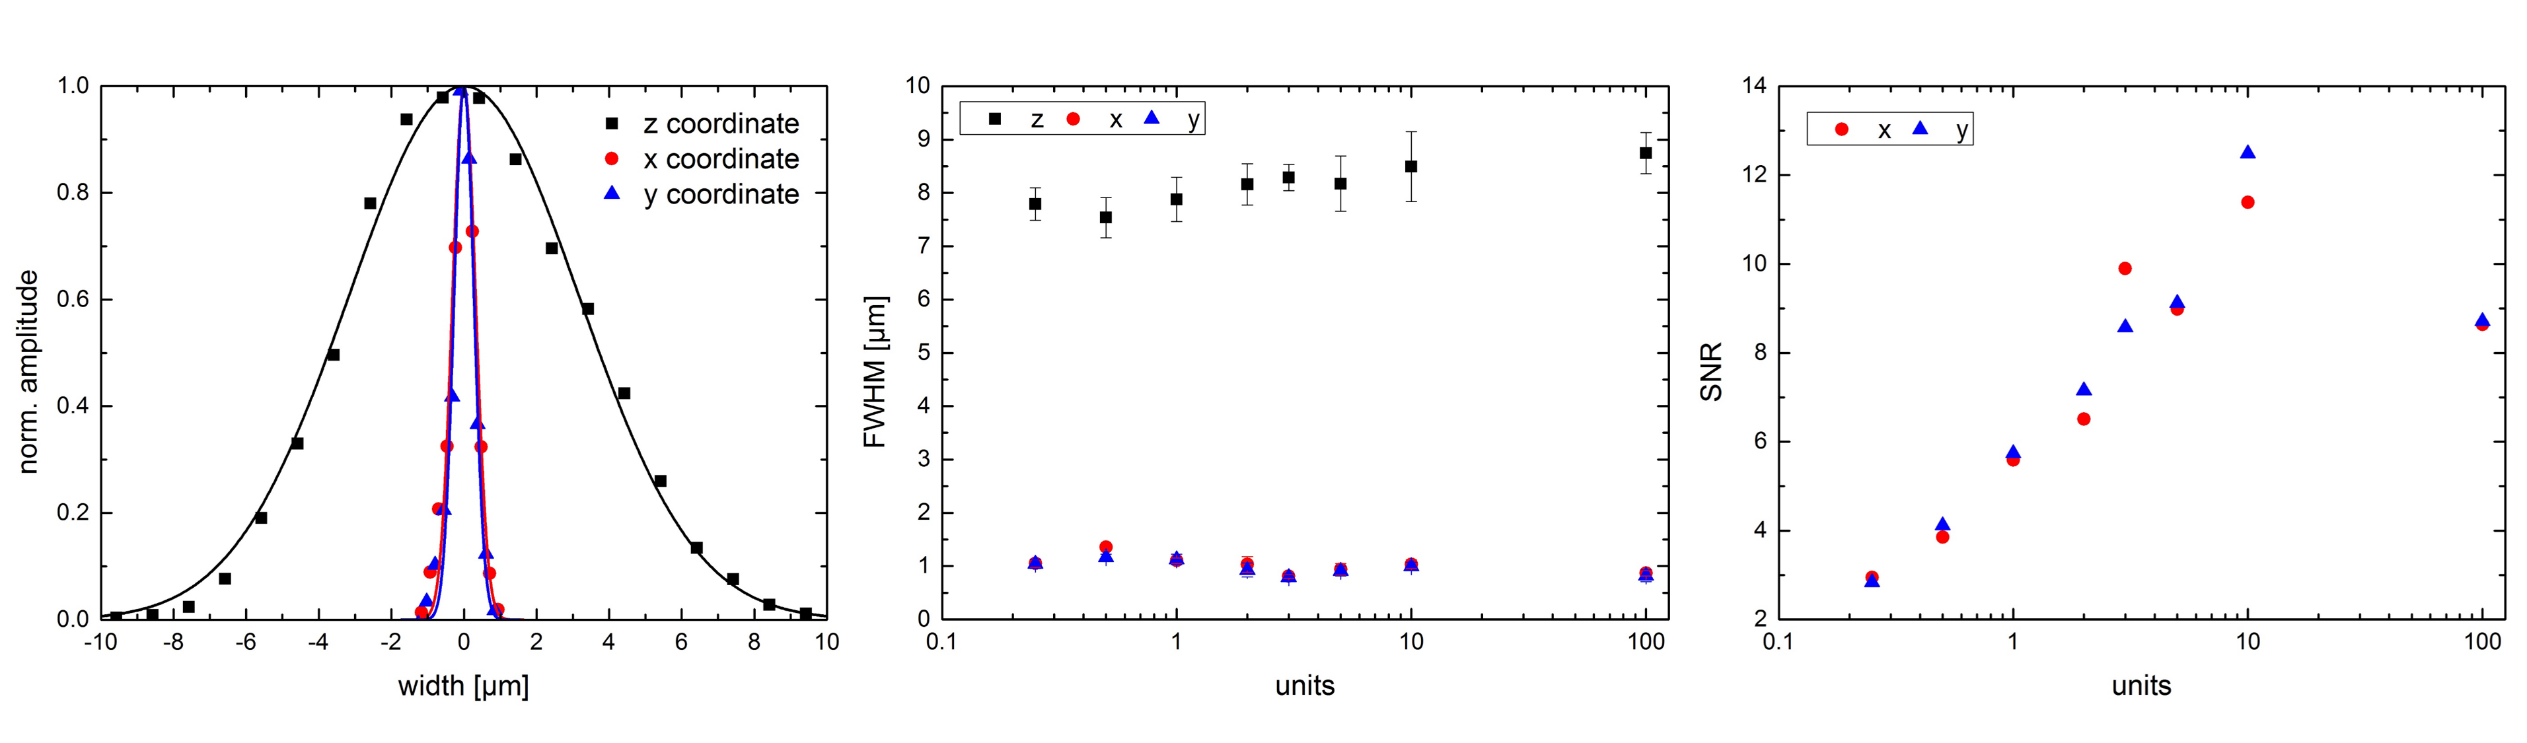 1.0
0.8
0.6
0.4
0.2
0.0
norm. amplitude
z coordinate
x coordinate
y coordinate
-10 -8 -6 -4 -2 0 2 4 6 8 10
width [µm]
10
9
8
7
6
5
4
3
2
1
0
FWHM [µm]
z x y
0.1 1 10 100
units
14
12
10
8
6
4
2
SNR
x y
0.1 1 10 100
units